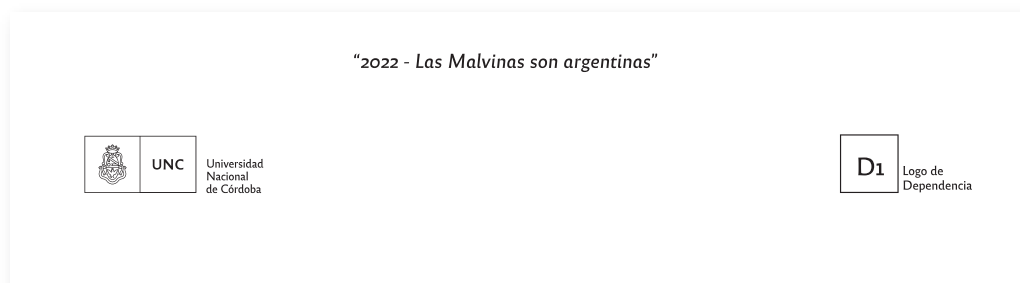 “2022 - Las Malvinas son argentinas”
UNC
Universidad
Nacional
de Córdoba
D1
Logo de
Dependencia